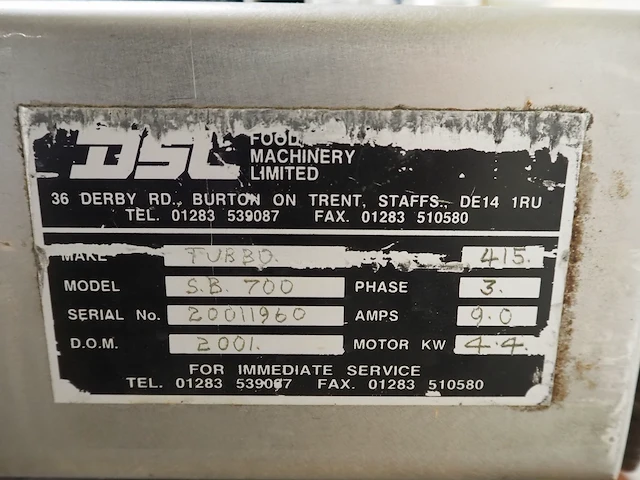 DSL FOOD
MACHINERY
LIMITED
36 DERBY RD., BURTON ON TRENT, STAFFS., DE14 1RU
TEL. 01283 539087 FAX. 01283 510580
MAKE TURBO. 415.
MODEL S.B. 700 PHASE 3.
SERIAL No. 20011960 AMPS 9.0
D.O.M. 2001. MOTOR KW 4.4.
FOR IMMEDIATE SERVICE
TEL. 01283 539087 FAX. 01283 510580